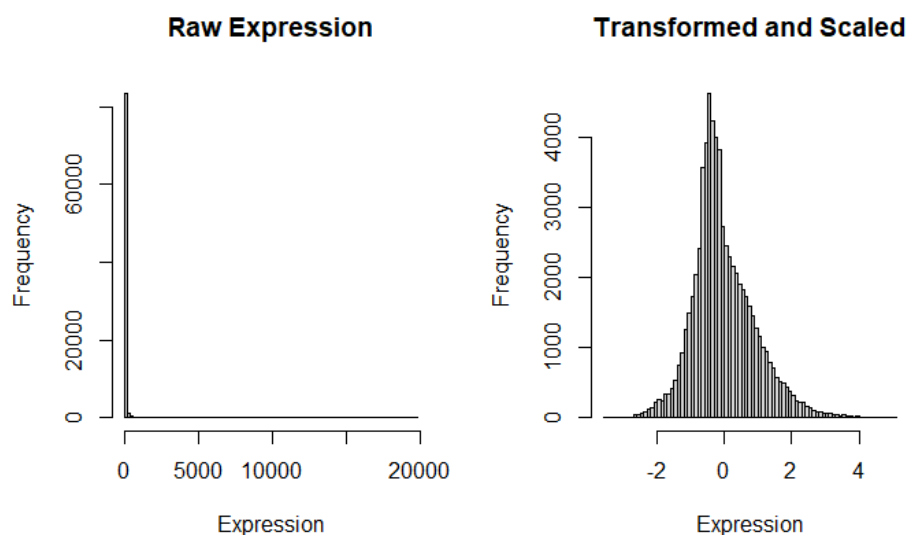 Raw Expression
Frequency
0
20000
60000
0
5000
10000
20000
Expression
Transformed and Scaled
Frequency
0
1000
2000
3000
4000
-2
0
2
4
Expression